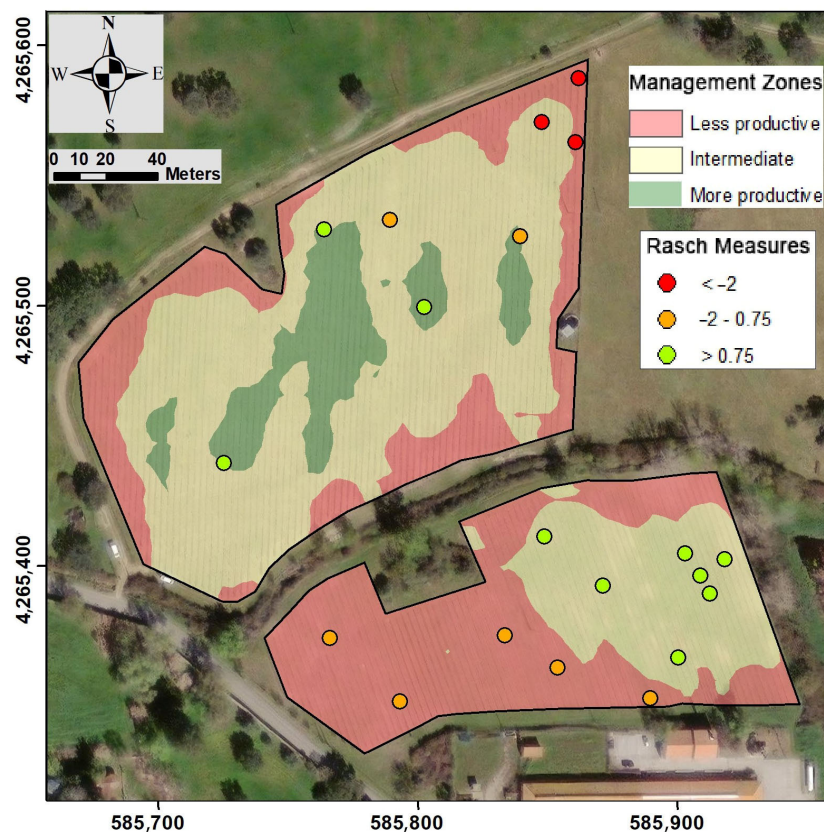 N
W E
S
0 10 20 40
Meters
4,265,600
4,265,500
4,265,400
Management Zones
Less productive
Intermediate
More productive
Rasch Measures
< -2
-2 - 0.75
> 0.75
585,700 585,800 585,900